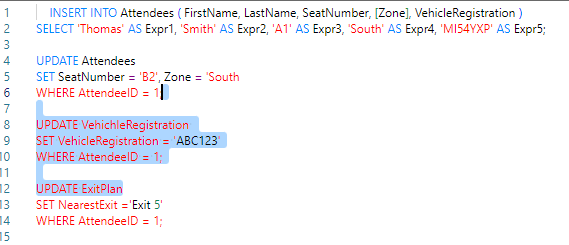 1 INSERT INTO Attendees ( FirstName, LastName, SeatNumber, [Zone], VehicleRegistration )
2 SELECT 'Thomas' AS Expr1, 'Smith' AS Expr2, 'A1' AS Expr3, 'South' AS Expr4, 'MI54YXP' AS Expr5;
3
4 UPDATE Attendees
5 SET SeatNumber = 'B2', Zone = 'South
6 WHERE AttendeeID = 1;
7
8 UPDATE VehichleRegistration
9 SET VehicleRegistration = 'ABC123'
10 WHERE AttendeeID = 1;
11
12 UPDATE ExitPlan
13 SET NearestExit ='Exit 5'
14 WHERE AttendeeID = 1;
15